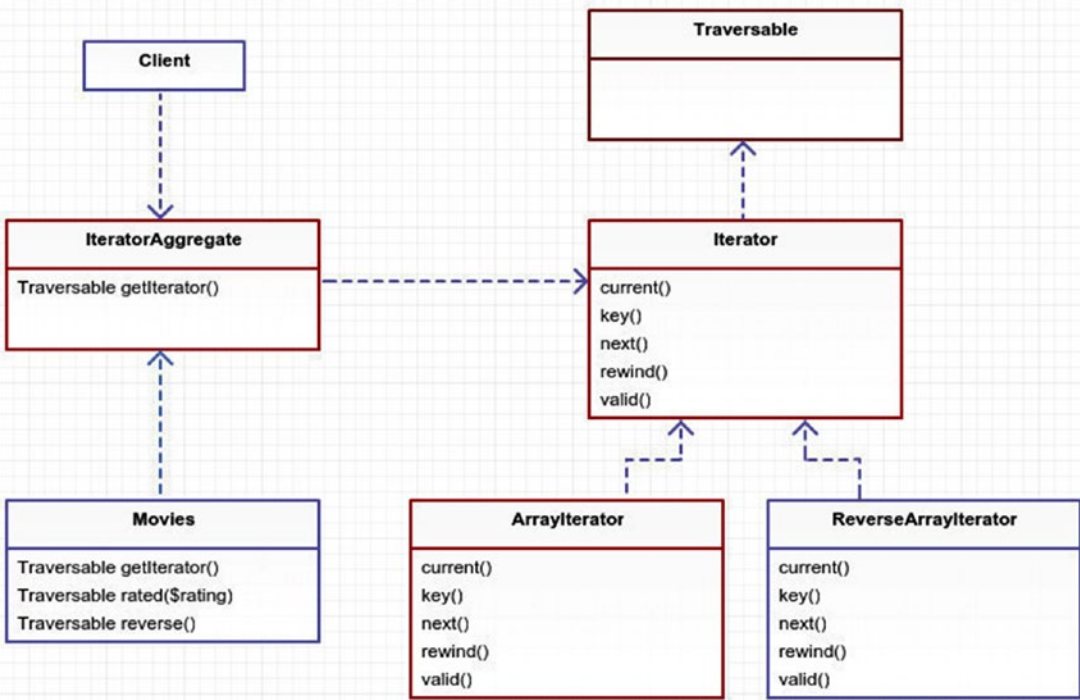 Client
Traversable
IteratorAggregate
Traversable getIterator()
Iterator
current()
key()
next()
rewind()
valid()
Movies
Traversable getIterator()
Traversable rated($rating)
Traversable reverse()
ArrayIterator
current()
key()
next()
rewind()
valid()
ReverseArrayIterator
current()
key()
next()
rewind()
valid()